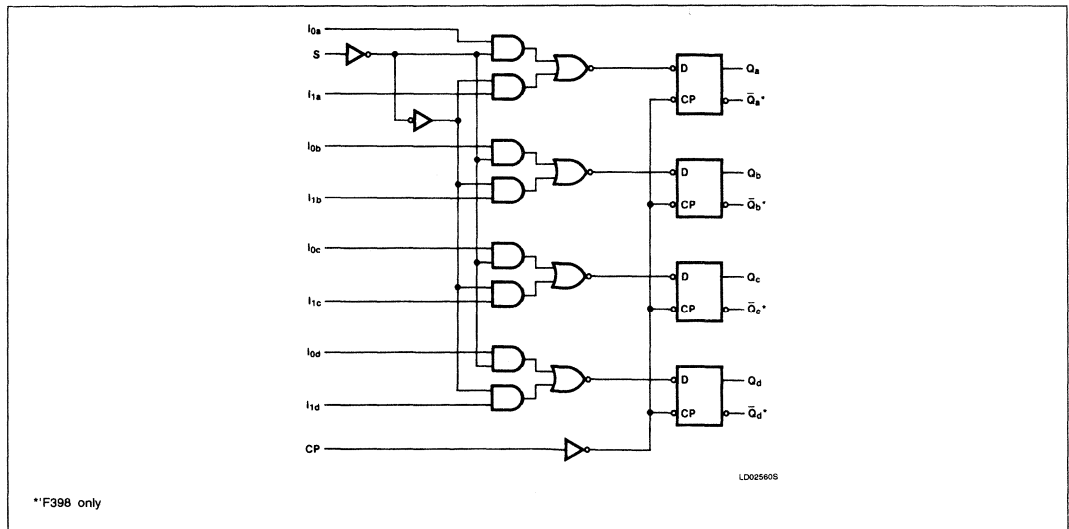 I0a
S
I1a
I0b
I1b
I0c
I1c
I0d
I1d
CP
D
CP
Qa
Q̅a*
D
CP
Qb
Q̅b*
D
CP
Qc
Q̅c*
D
CP
Qd
Q̅d*
LD02560S
*'F398 only